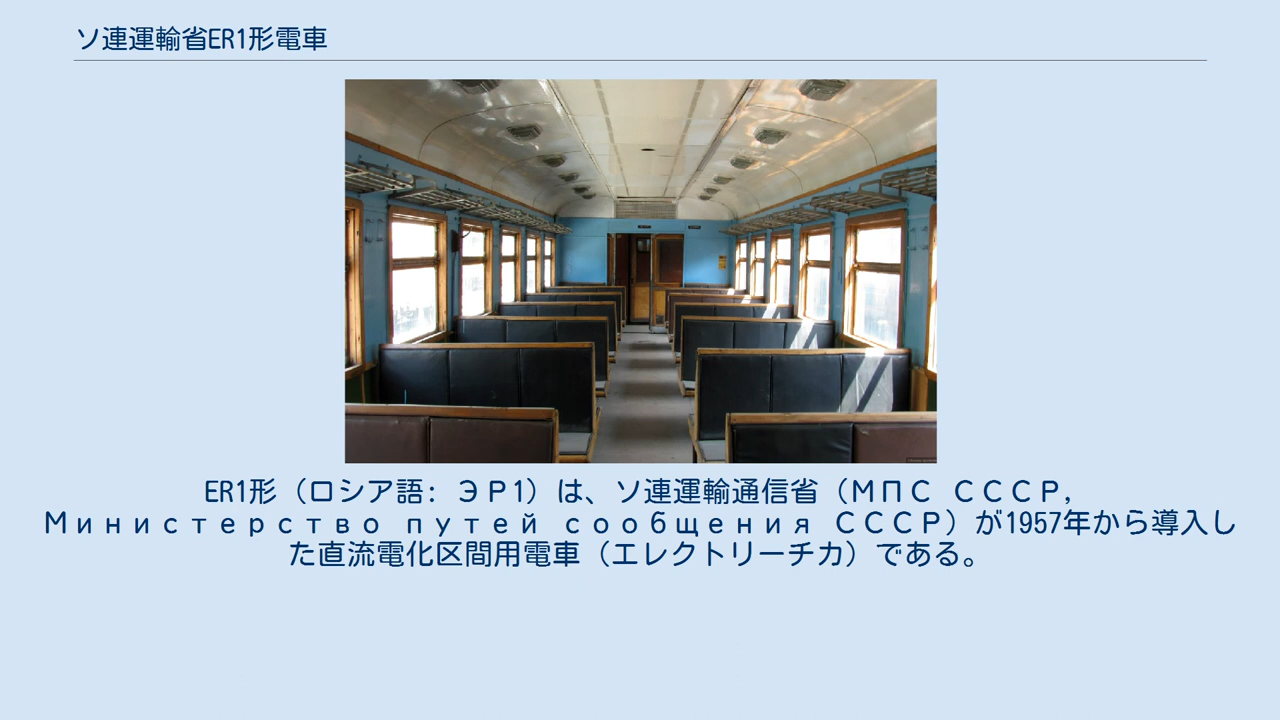 ソ連運輸省ER1形電車
ER1形（ロシア語: ЭР1）は、ソ連運輸通信省（МПС СССР,
Министерство путей сообщения СССР）が1957年から導入し
た直流電化区間用電車（エレクトリーチカ）である。